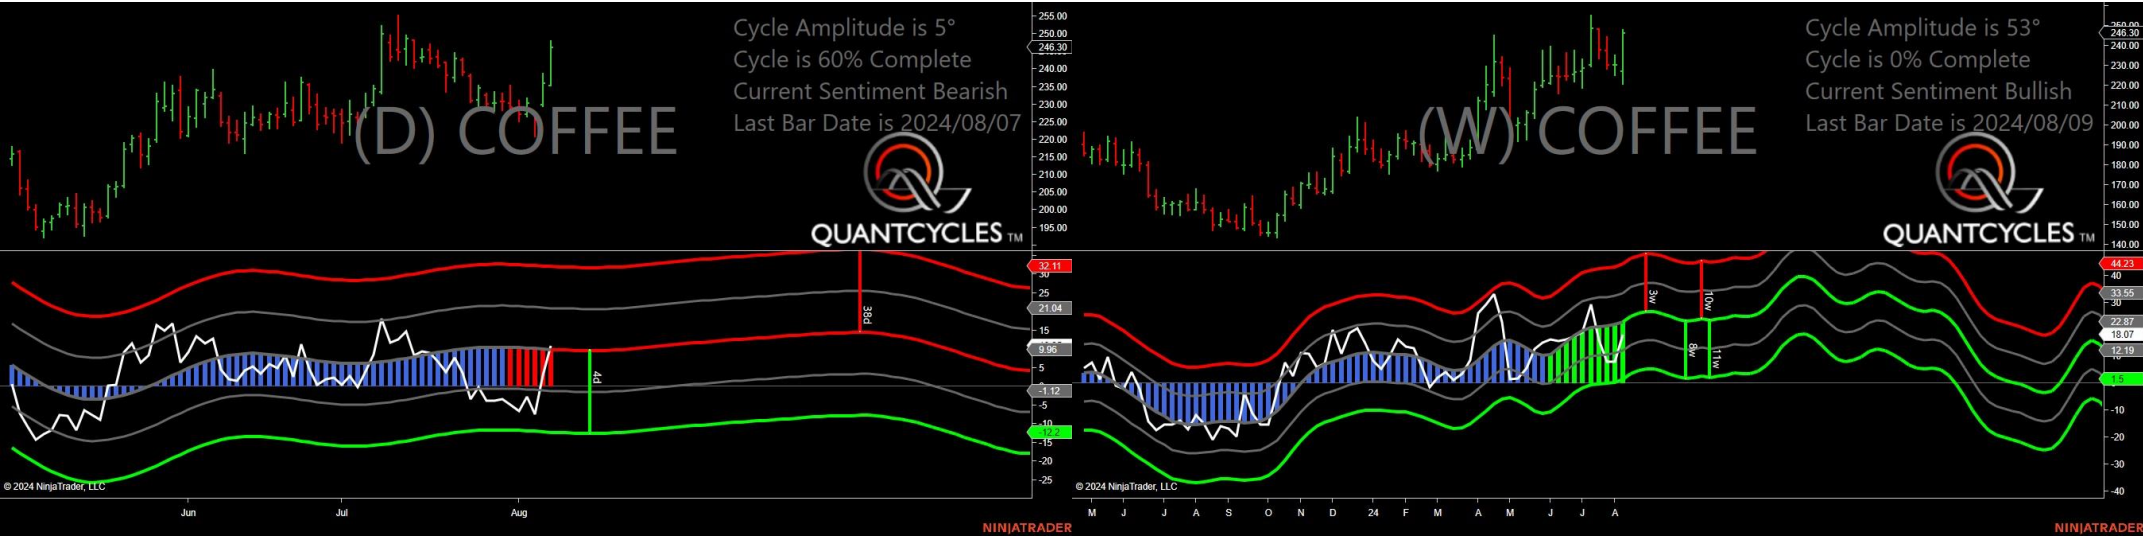 Cycle Amplitude is 5°
Cycle is 60% Complete
Current Sentiment Bearish
Last Bar Date is 2024/08/07
(D) COFFEE
QUANTCYCLES TM
255.00
250.00
246.30
240.00
235.00
230.00
225.00
220.00
215.00
210.00
205.00
200.00
195.00
32.11
30
25
21.04
15
9.96
5
-1.12
-5
-10
-12.2
-15
-20
-25
38d
4d
© 2024 NinjaTrader, LLC
Jun Jul Aug
NINJATRADER
Cycle Amplitude is 53°
Cycle is 0% Complete
Current Sentiment Bullish
Last Bar Date is 2024/08/09
(W) COFFEE
QUANTCYCLES TM
260.00
246.30
240.00
230.00
220.00
210.00
200.00
190.00
180.00
170.00
160.00
150.00
140.00
44.23
40
33.55
30
22.87
18.07
12.19
1.5
-10
-20
-30
-40
3w
10w
8w
11w
© 2024 NinjaTrader, LLC
M J J A S O N D 24 F M A M J J A
NINJATRADER